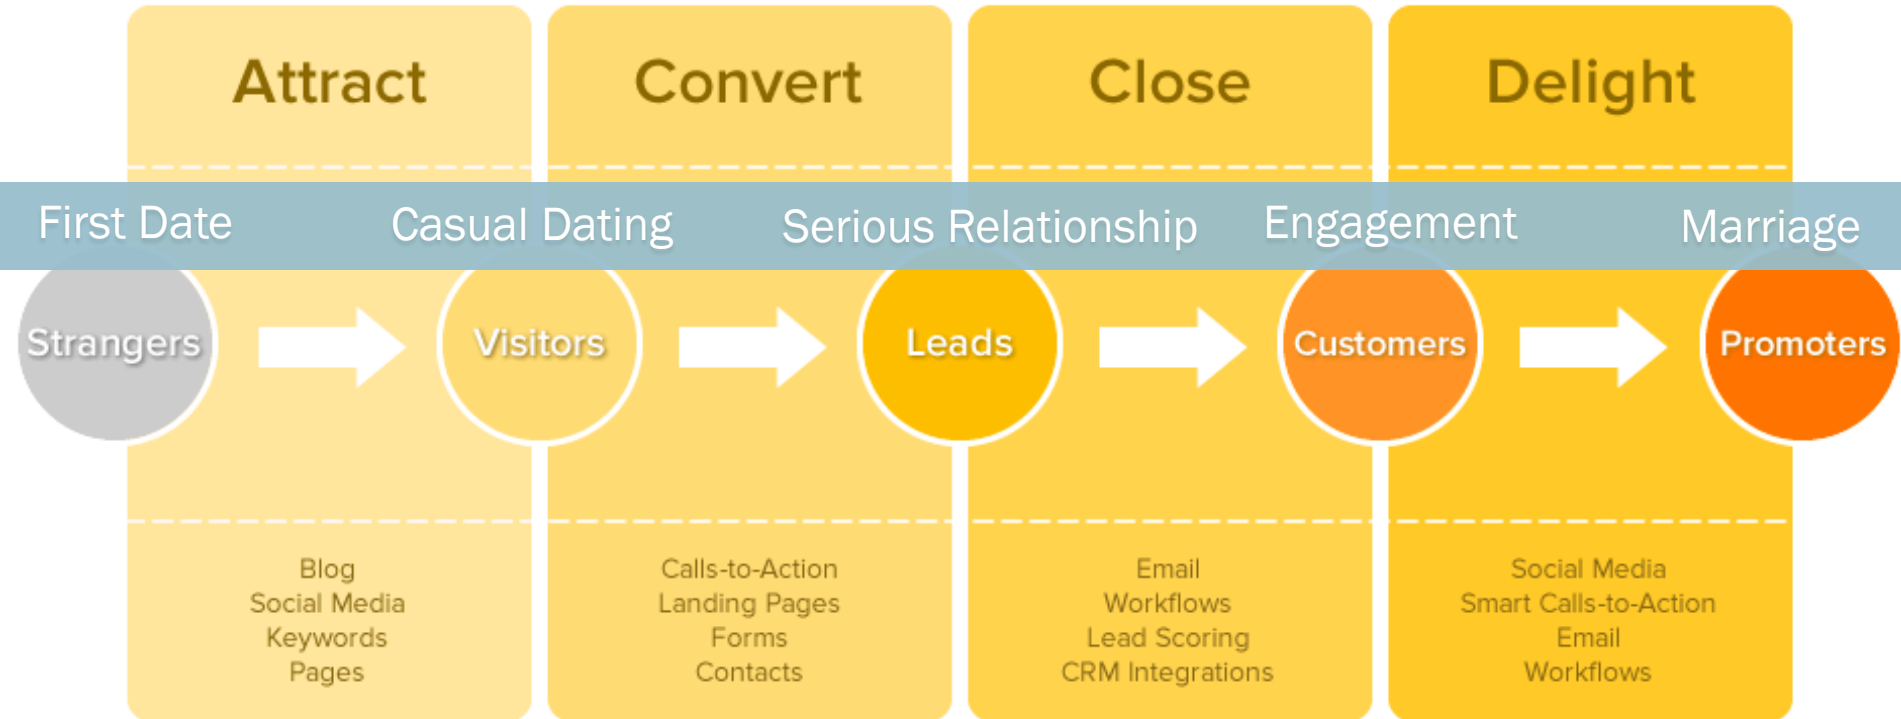 Attract Convert Close Delight
First Date Casual Dating Serious Relationship Engagement Marriage
Strangers Visitors Leads Customers Promoters
Blog
Social Media
Keywords
Pages
Calls-to-Action
Landing Pages
Forms
Contacts
Email
Workflows
Lead Scoring
CRM Integrations
Social Media
Smart Calls-to-Action
Email
Workflows